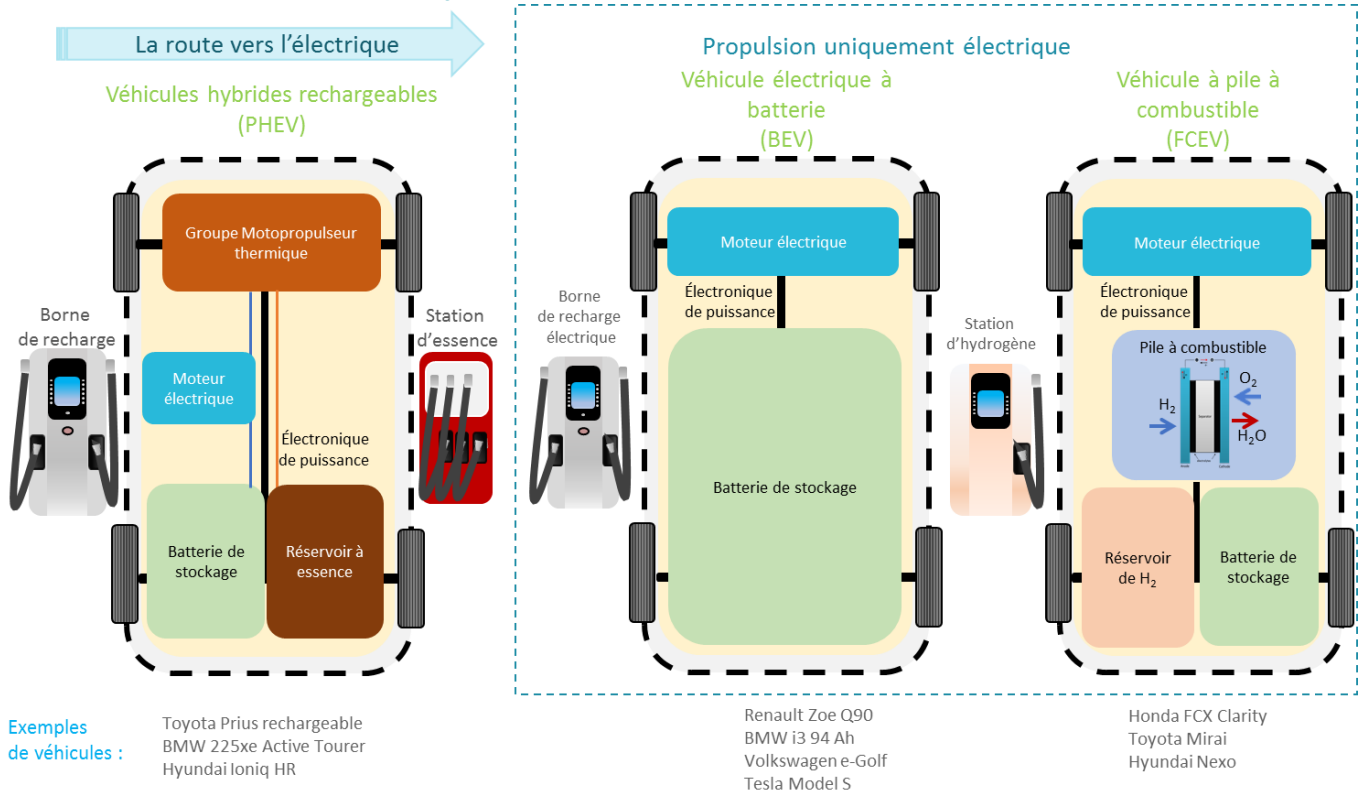 La route vers l'électrique
Propulsion uniquement électrique
Véhicules hybrides rechargeables
(PHEV)
Véhicule électrique à
batterie
(BEV)
Véhicule à pile à
combustible
(FCEV)
Groupe Motopropulseur
thermique
Moteur électrique
Moteur électrique
Borne
de recharge
Station
d'essence
Moteur
électrique
Électronique
de puissance
Batterie de
stockage
Réservoir à
essence
Borne
de recharge
électrique
Électronique
de puissance
Batterie de stockage
Station
d'hydrogène
Électronique
de puissance
Pile à combustible
O₂
H₂
H₂O
Réservoir
de H₂
Batterie de
stockage
Exemples
de véhicules :
Toyota Prius rechargeable
BMW 225xe Active Tourer
Hyundai Ioniq HR
Renault Zoe Q90
BMW i3 94 Ah
Volkswagen e-Golf
Tesla Model S
Honda FCX Clarity
Toyota Mirai
Hyundai Nexo